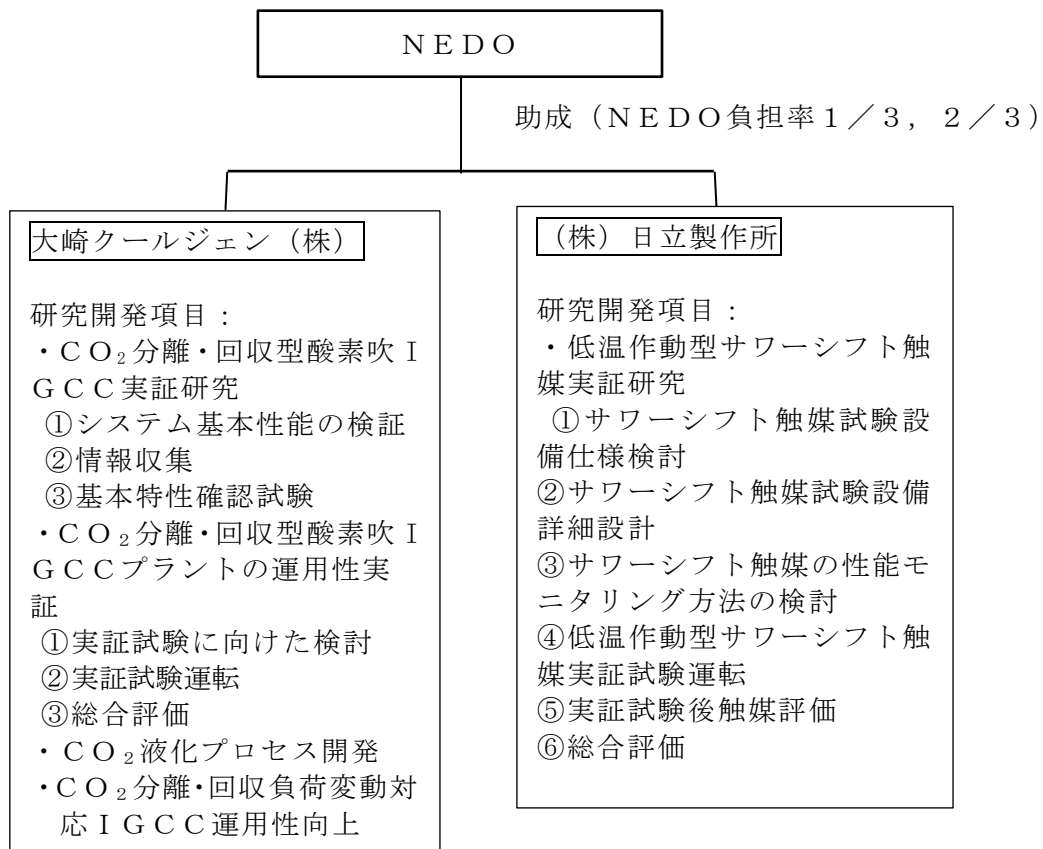 ＮＥＤＯ
助成（ＮＥＤＯ負担率１／３，２／３）
大崎クールジェン（株）
研究開発項目：
・ＣＯ₂分離・回収型酸素吹Ｉ
ＧＣＣ実証研究
①システム基本性能の検証
②情報収集
③基本特性確認試験
・ＣＯ₂分離・回収型酸素吹Ｉ
ＧＣＣプラントの運用性実
証
①実証試験に向けた検討
②実証試験運転
③総合評価
・ＣＯ₂液化プロセス開発
・ＣＯ₂分離・回収負荷変動対
応ＩＧＣＣ運用性向上
（株）日立製作所
研究開発項目：
・低温作動型サワーシフト触
媒実証研究
①サワーシフト触媒試験設
備仕様検討
②サワーシフト触媒試験設備
詳細設計
③サワーシフト触媒の性能モ
ニタリング方法の検討
④低温作動型サワーシフト触
媒実証試験運転
⑤実証試験後触媒評価
⑥総合評価